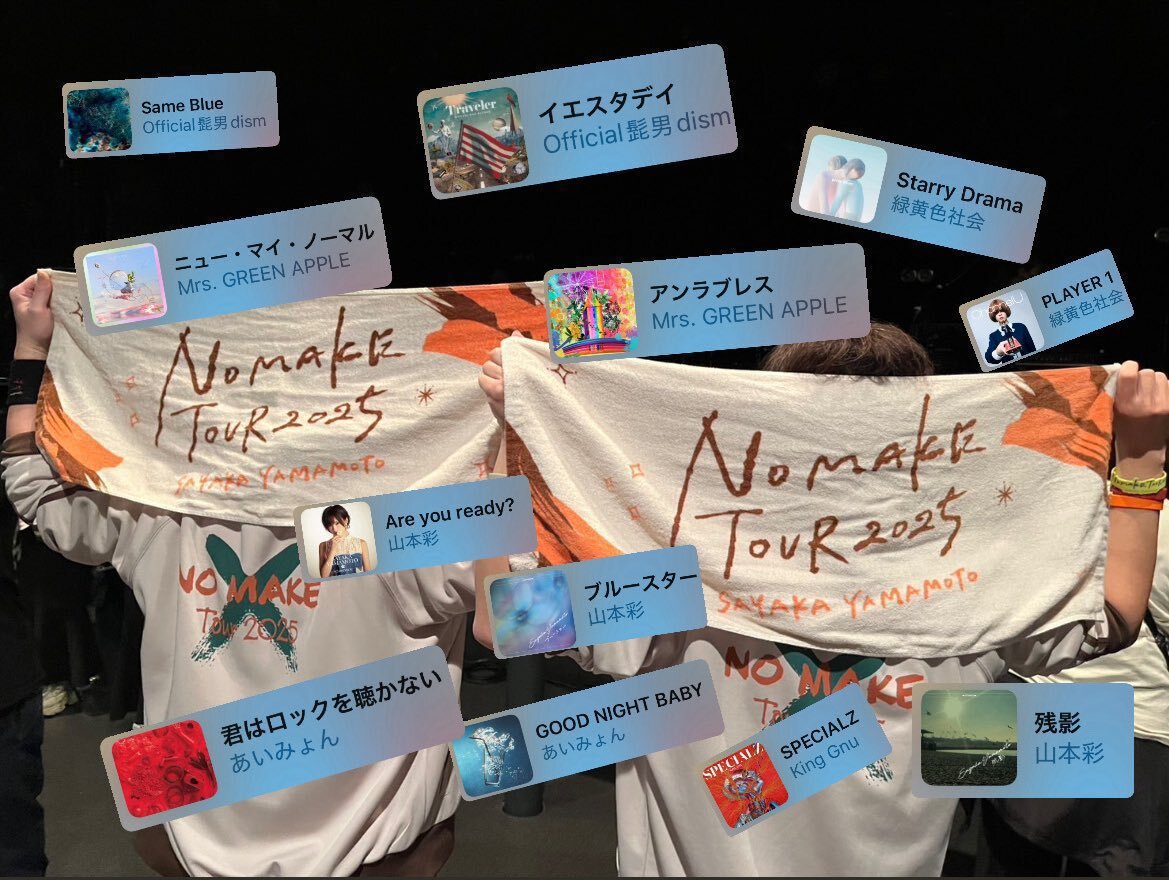 Same Blue
Official髭男dism
Traveler
イエスタデイ
Official髭男dism
Starry Drama
緑黄色社会
ニュー・マイ・ノーマル
Mrs. GREEN APPLE
アンラブレス
Mrs. GREEN APPLE
PLAYER 1
緑黄色社会
NO MAKE
TOUR 2025
SAYAKA YAMAMOTO
NO MAKE
TOUR 2025
SAYAKA YAMAMOTO
Are you ready?
山本彩
ブルースター
山本彩
NO MAKE
Tour 2025
NO MAKE
君はロックを聴かない
あいみょん
GOOD NIGHT BABY
あいみょん
SPECIALZ
SPECIALZ
King Gnu
残影
山本彩